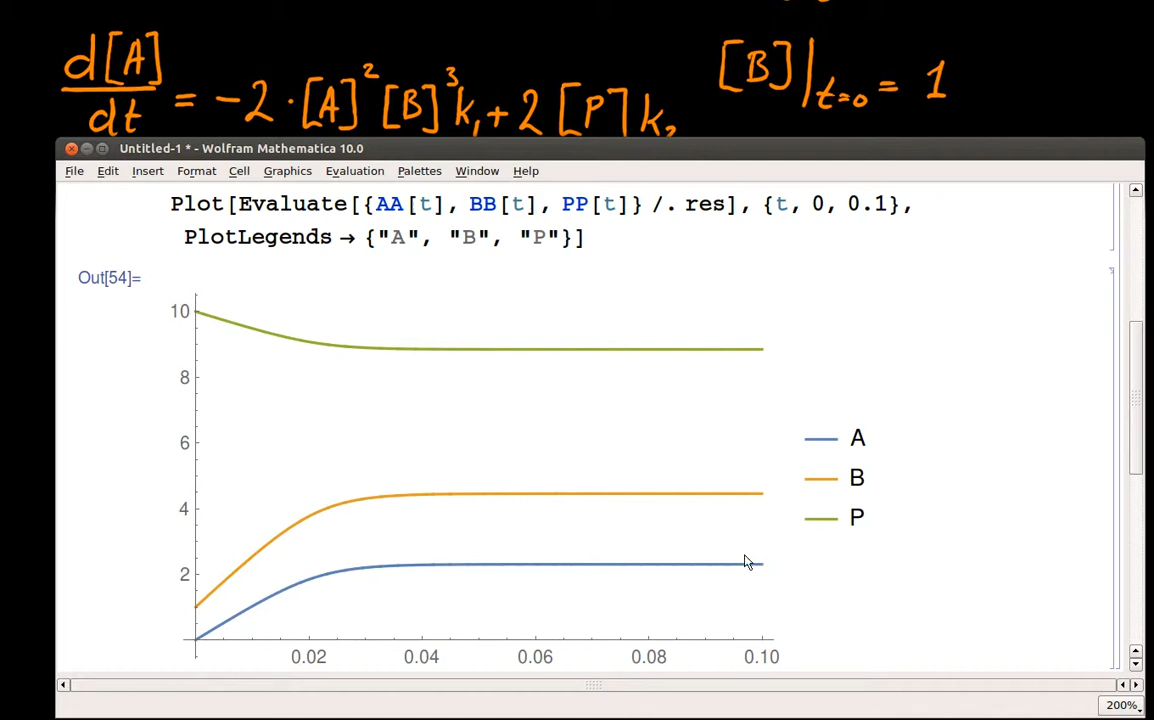 d[A]/dt = -2·[A]²[B]³k₁+2[P]k₂
[B]|t=0 = 1
Untitled-1 * - Wolfram Mathematica 10.0
File Edit Insert Format Cell Graphics Evaluation Palettes Window Help
Plot[Evaluate[{AA[t], BB[t], PP[t]} /. res], {t, 0, 0.1},
PlotLegends → {"A", "B", "P"}]
Out[54]=
10
8
6
4
2
0.02 0.04 0.06 0.08 0.10
A
B
P
200%